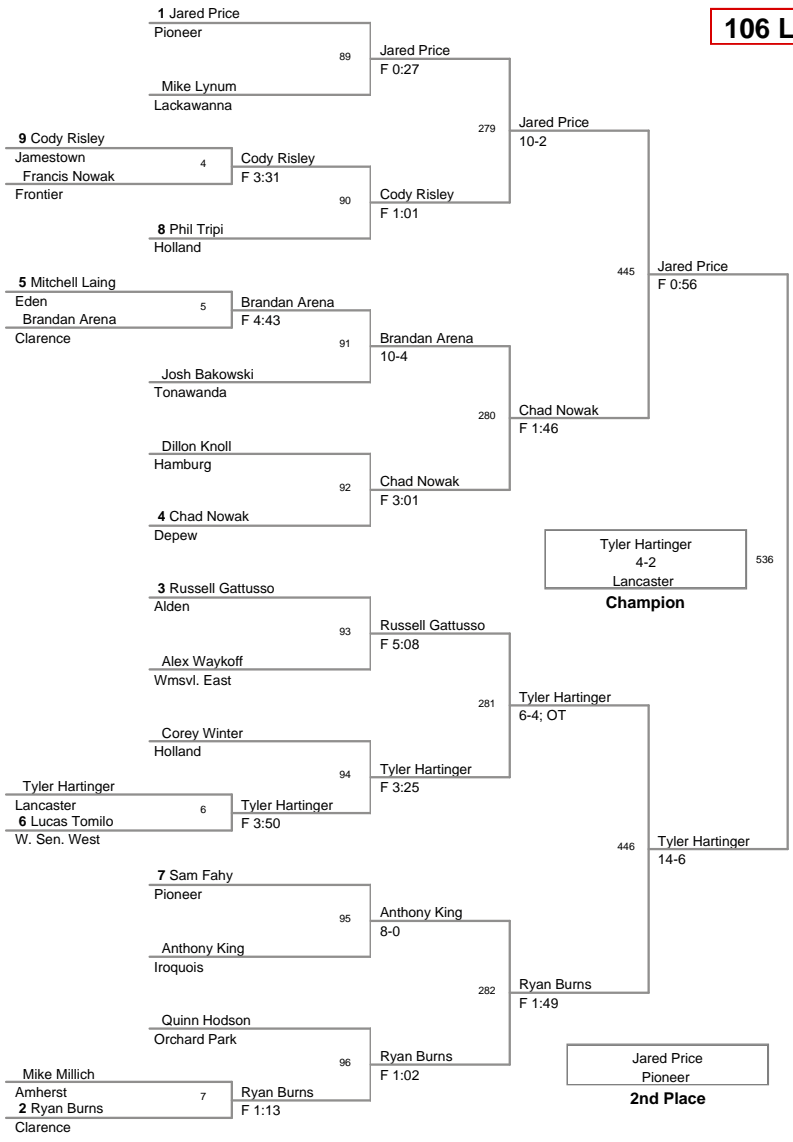 106 L
1 Jared Price
Pioneer
89
Jared Price
F 0:27
Mike Lynum
Lackawanna
279
Jared Price
10-2
9 Cody Risley
Jamestown
4
Cody Risley
F 3:31
Francis Nowak
Frontier
90
Cody Risley
F 1:01
8 Phil Tripi
Holland
445
Jared Price
F 0:56
5 Mitchell Laing
Eden
5
Brandan Arena
F 4:43
Brandan Arena
Clarence
91
Brandan Arena
10-4
Josh Bakowski
Tonawanda
280
Chad Nowak
F 1:46
Dillon Knoll
Hamburg
92
Chad Nowak
F 3:01
4 Chad Nowak
Depew
Tyler Hartinger
4-2
Lancaster
536
Champion
3 Russell Gattusso
Alden
93
Russell Gattusso
F 5:08
Alex Waykoff
Wmsvl. East
281
Tyler Hartinger
6-4; OT
Corey Winter
Holland
94
Tyler Hartinger
F 3:25
Tyler Hartinger
Lancaster
6
Tyler Hartinger
F 3:50
6 Lucas Tomilo
W. Sen. West
446
Tyler Hartinger
14-6
7 Sam Fahy
Pioneer
95
Anthony King
8-0
Anthony King
Iroquois
282
Ryan Burns
F 1:49
Quinn Hodson
Orchard Park
96
Ryan Burns
F 1:02
Mike Millich
Amherst
7
Ryan Burns
F 1:13
2 Ryan Burns
Clarence
Jared Price
Pioneer
2nd Place